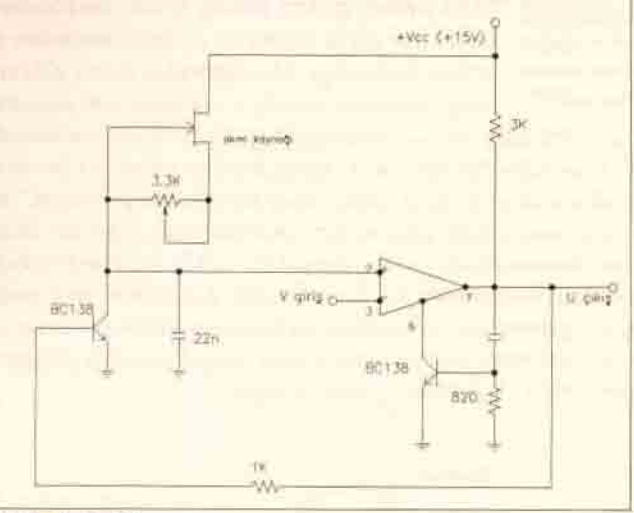 +Vcc (+15V)
3K
akım kaynağı
3.3K
2
7
V giriş
3
U çıkış
BC138
6
22n
BC138
820
1K